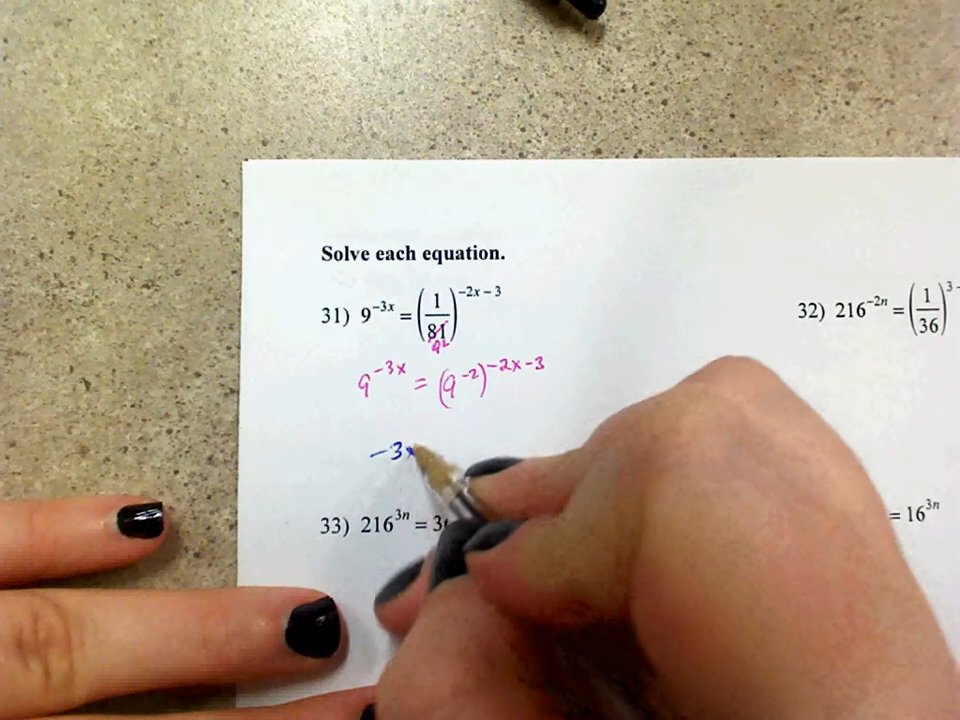 Solve each equation.
31) 9^{-3x} = (1/81)^{-2x - 3}
9²
32) 216^{-2n} = (1/36)^{3 -
9^{-3x} = (9^{-2})^{-2x-3}
-3x
33) 216^{3n} = 3
= 16^{3n}